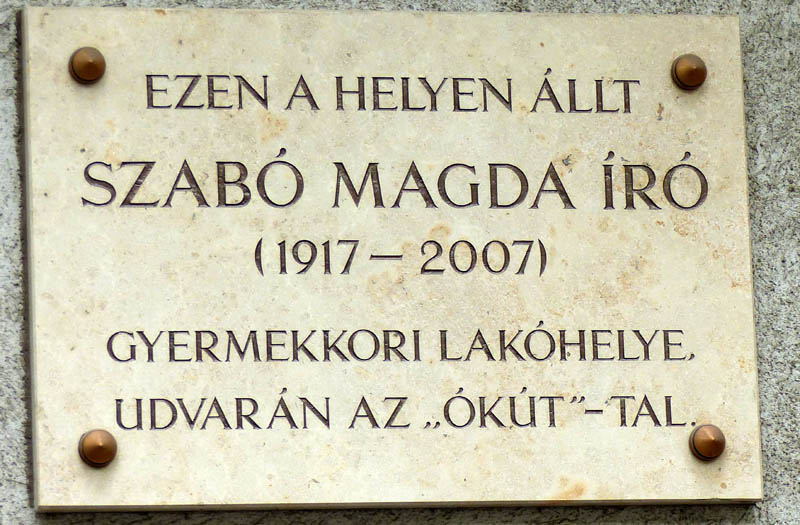 EZEN A HELYEN ÁLLT
SZABÓ MAGDA ÍRÓ
(1917 – 2007)
GYERMEKKORI LAKÓHELYE,
UDVARÁN AZ „ÓKÚT”-TAL.